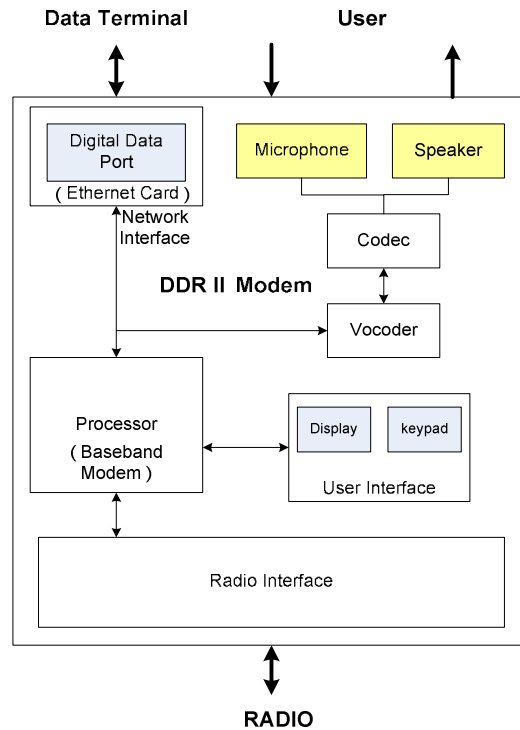 Data Terminal
User
Digital Data
Port
( Ethernet Card )
Network
Interface
Microphone
Speaker
Codec
DDR II Modem
Vocoder
Processor
( Baseband
Modem )
Display
keypad
User Interface
Radio Interface
RADIO